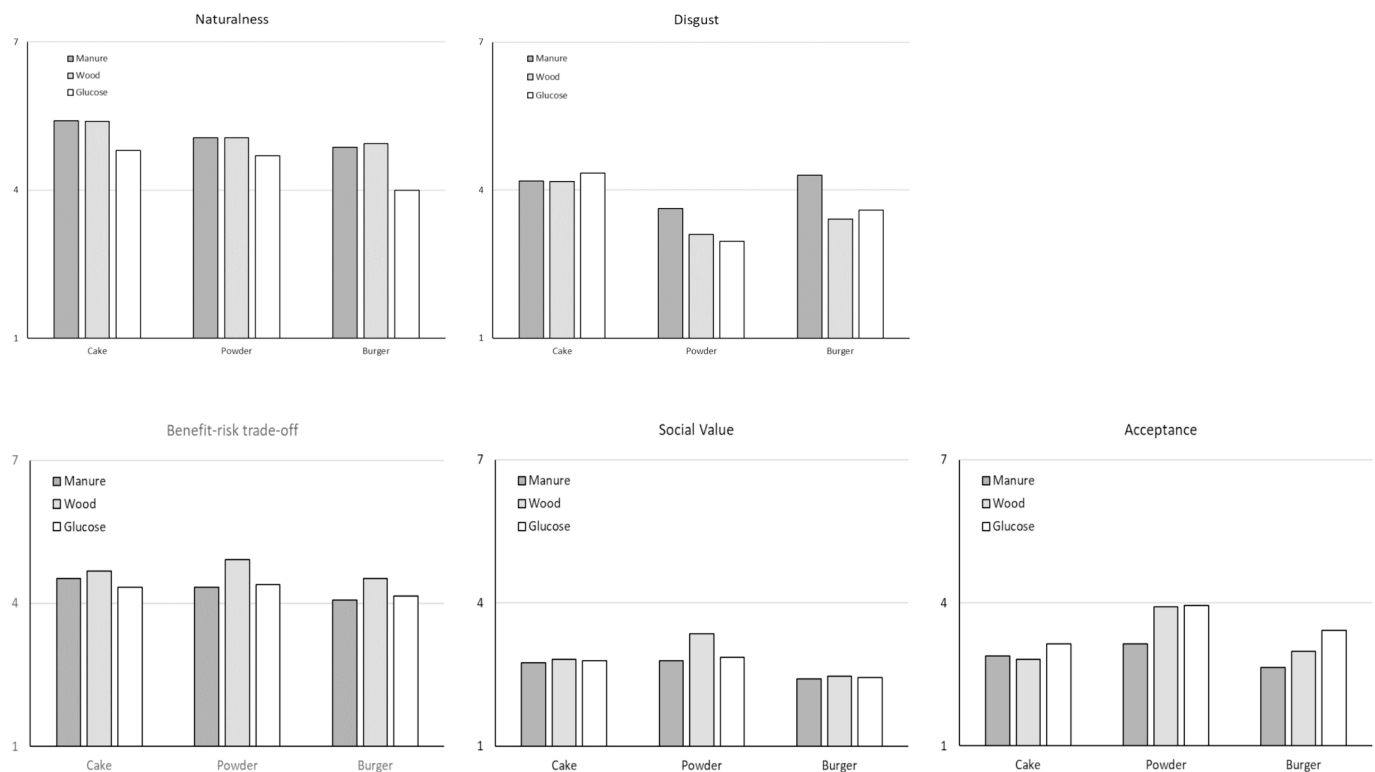 Naturalness
7
Manure
Wood
Glucose
4
1
Cake Powder Burger
Disgust
7
Manure
Wood
Glucose
4
1
Cake Powder Burger
Benefit-risk trade-off
7
Manure
Wood
Glucose
4
1
Cake Powder Burger
Social Value
7
Manure
Wood
Glucose
4
1
Cake Powder Burger
Acceptance
7
Manure
Wood
Glucose
4
1
Cake Powder Burger